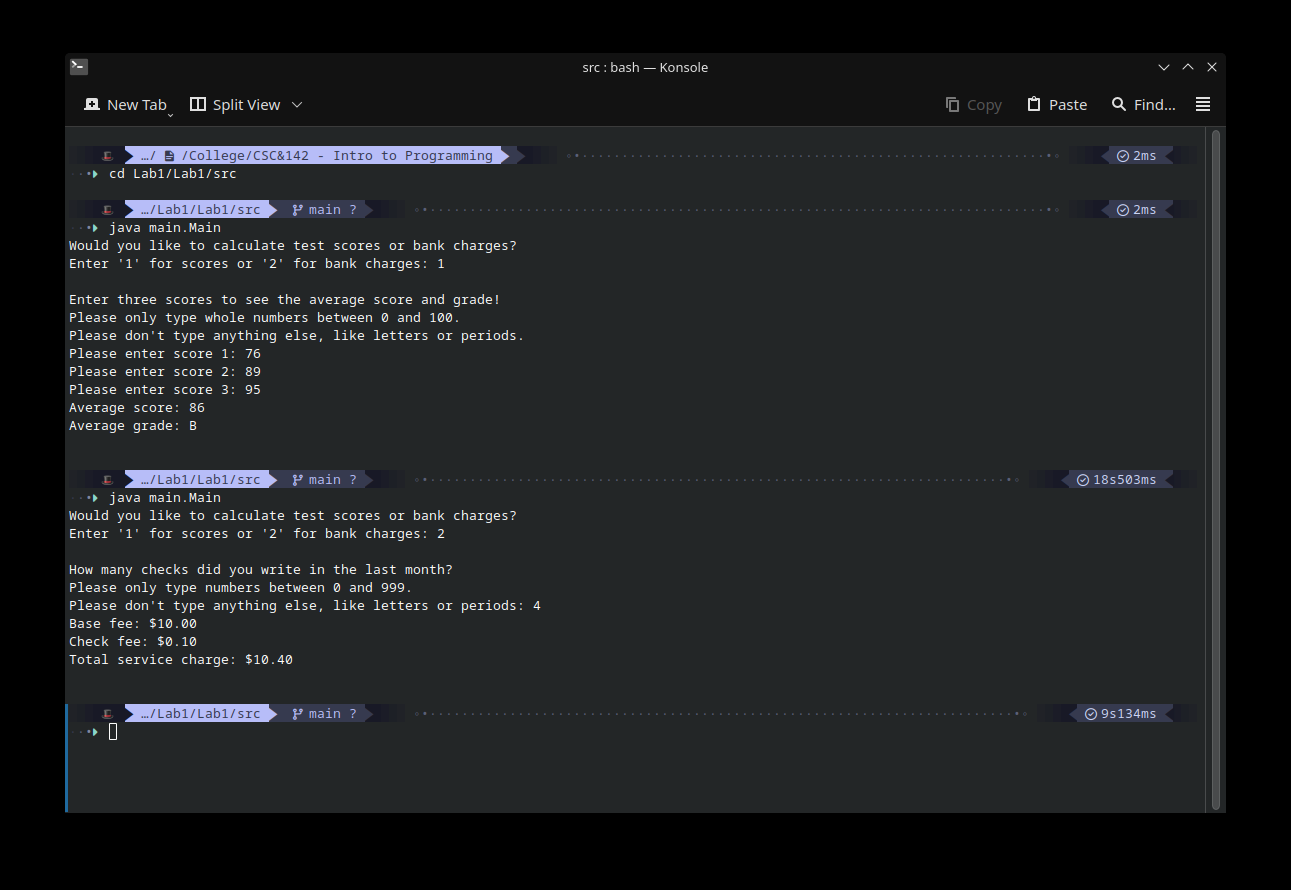 src : bash — Konsole
New Tab Split View Copy Paste Find...
…/ /College/CSC&142 - Intro to Programming 2ms
cd Lab1/Lab1/src
…/Lab1/Lab1/src main ? 2ms
java main.Main
Would you like to calculate test scores or bank charges?
Enter '1' for scores or '2' for bank charges: 1
Enter three scores to see the average score and grade!
Please only type whole numbers between 0 and 100.
Please don't type anything else, like letters or periods.
Please enter score 1: 76
Please enter score 2: 89
Please enter score 3: 95
Average score: 86
Average grade: B
…/Lab1/Lab1/src main ? 18s503ms
java main.Main
Would you like to calculate test scores or bank charges?
Enter '1' for scores or '2' for bank charges: 2
How many checks did you write in the last month?
Please only type numbers between 0 and 999.
Please don't type anything else, like letters or periods: 4
Base fee: $10.00
Check fee: $0.10
Total service charge: $10.40
…/Lab1/Lab1/src main ? 9s134ms